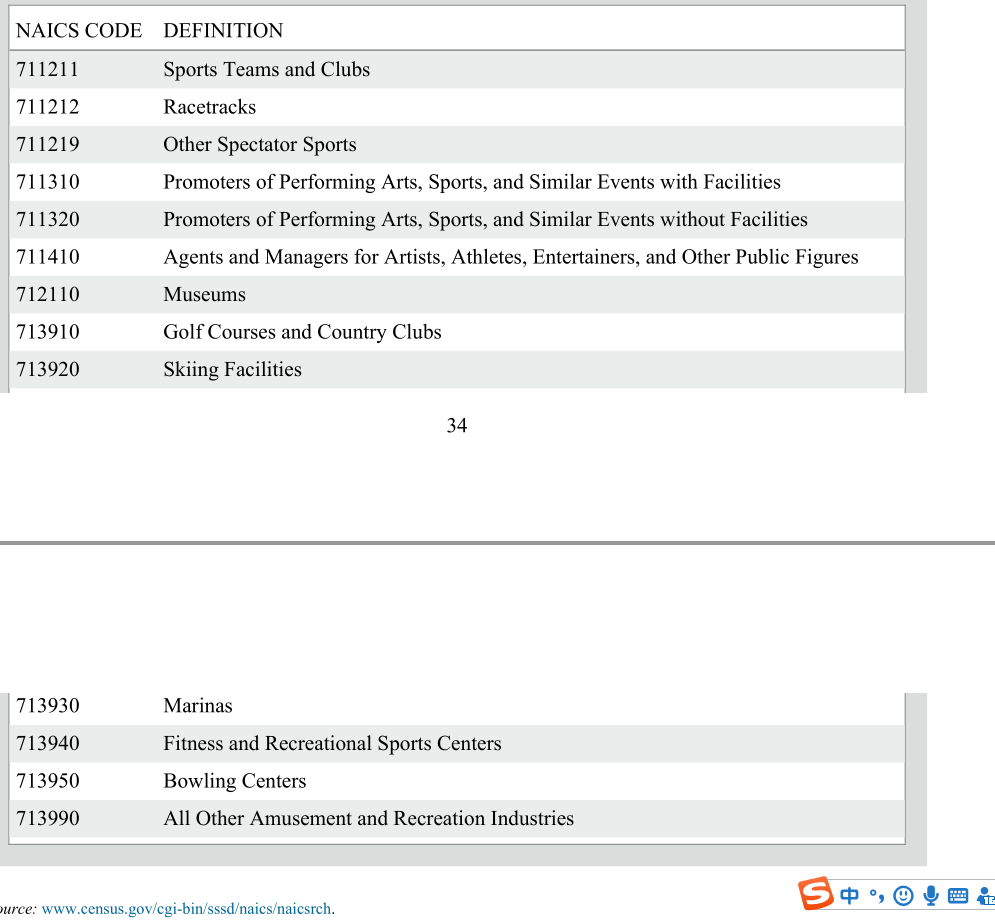 NAICS CODE DEFINITION
711211 Sports Teams and Clubs
711212 Racetracks
711219 Other Spectator Sports
711310 Promoters of Performing Arts, Sports, and Similar Events with Facilities
711320 Promoters of Performing Arts, Sports, and Similar Events without Facilities
711410 Agents and Managers for Artists, Athletes, Entertainers, and Other Public Figures
712110 Museums
713910 Golf Courses and Country Clubs
713920 Skiing Facilities
34
713930 Marinas
713940 Fitness and Recreational Sports Centers
713950 Bowling Centers
713990 All Other Amusement and Recreation Industries
ource: www.census.gov/cgi-bin/sssd/naics/naicsrch.
S 中 °,